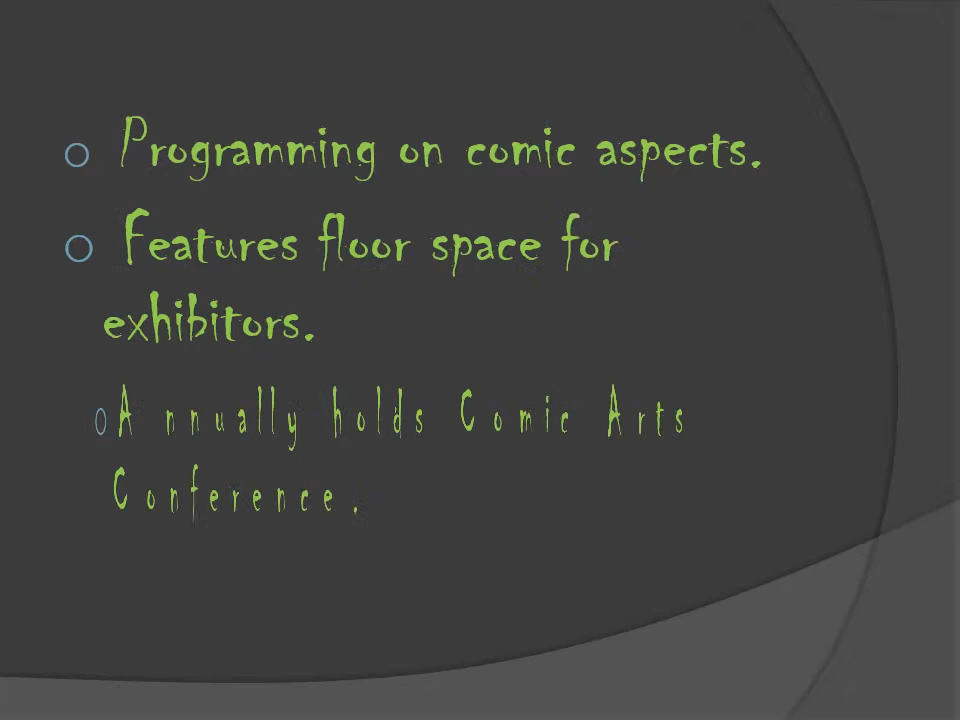 o Programming on comic aspects.
o Features floor space for
exhibitors.
o Annually holds Comic Arts
Conference.